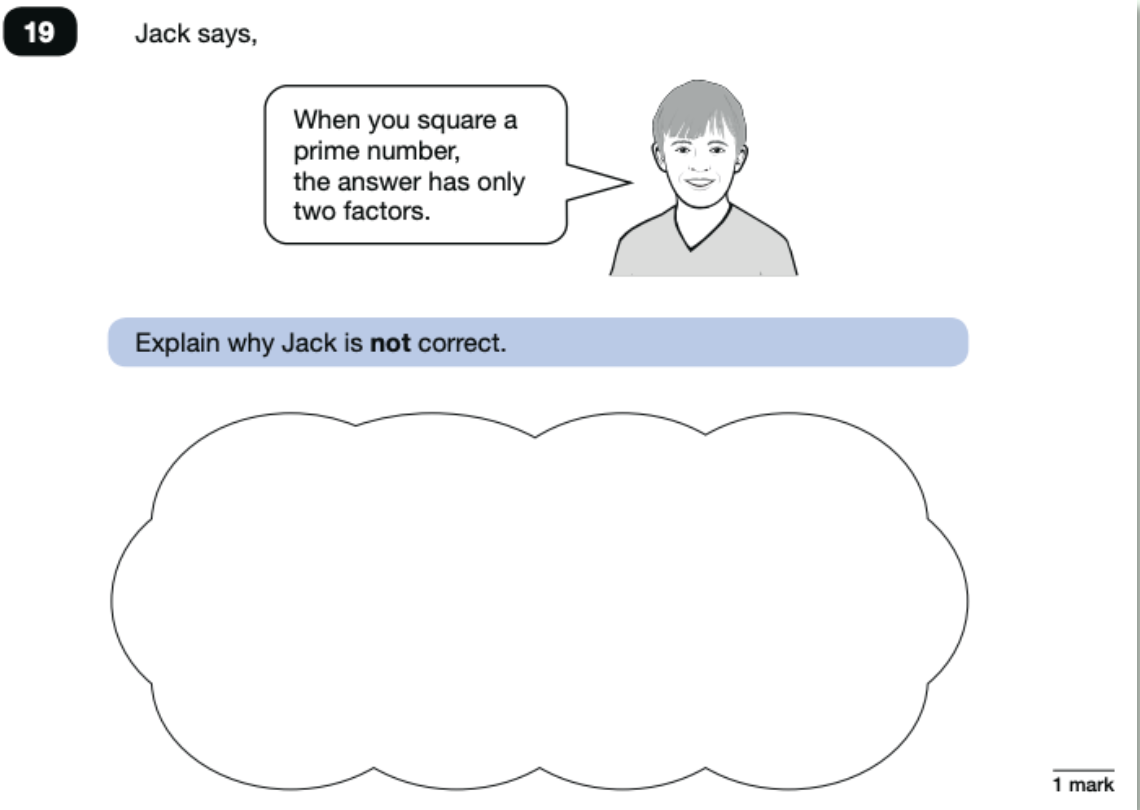 19 Jack says,
When you square a
prime number,
the answer has only
two factors.
Explain why Jack is not correct.
1 mark